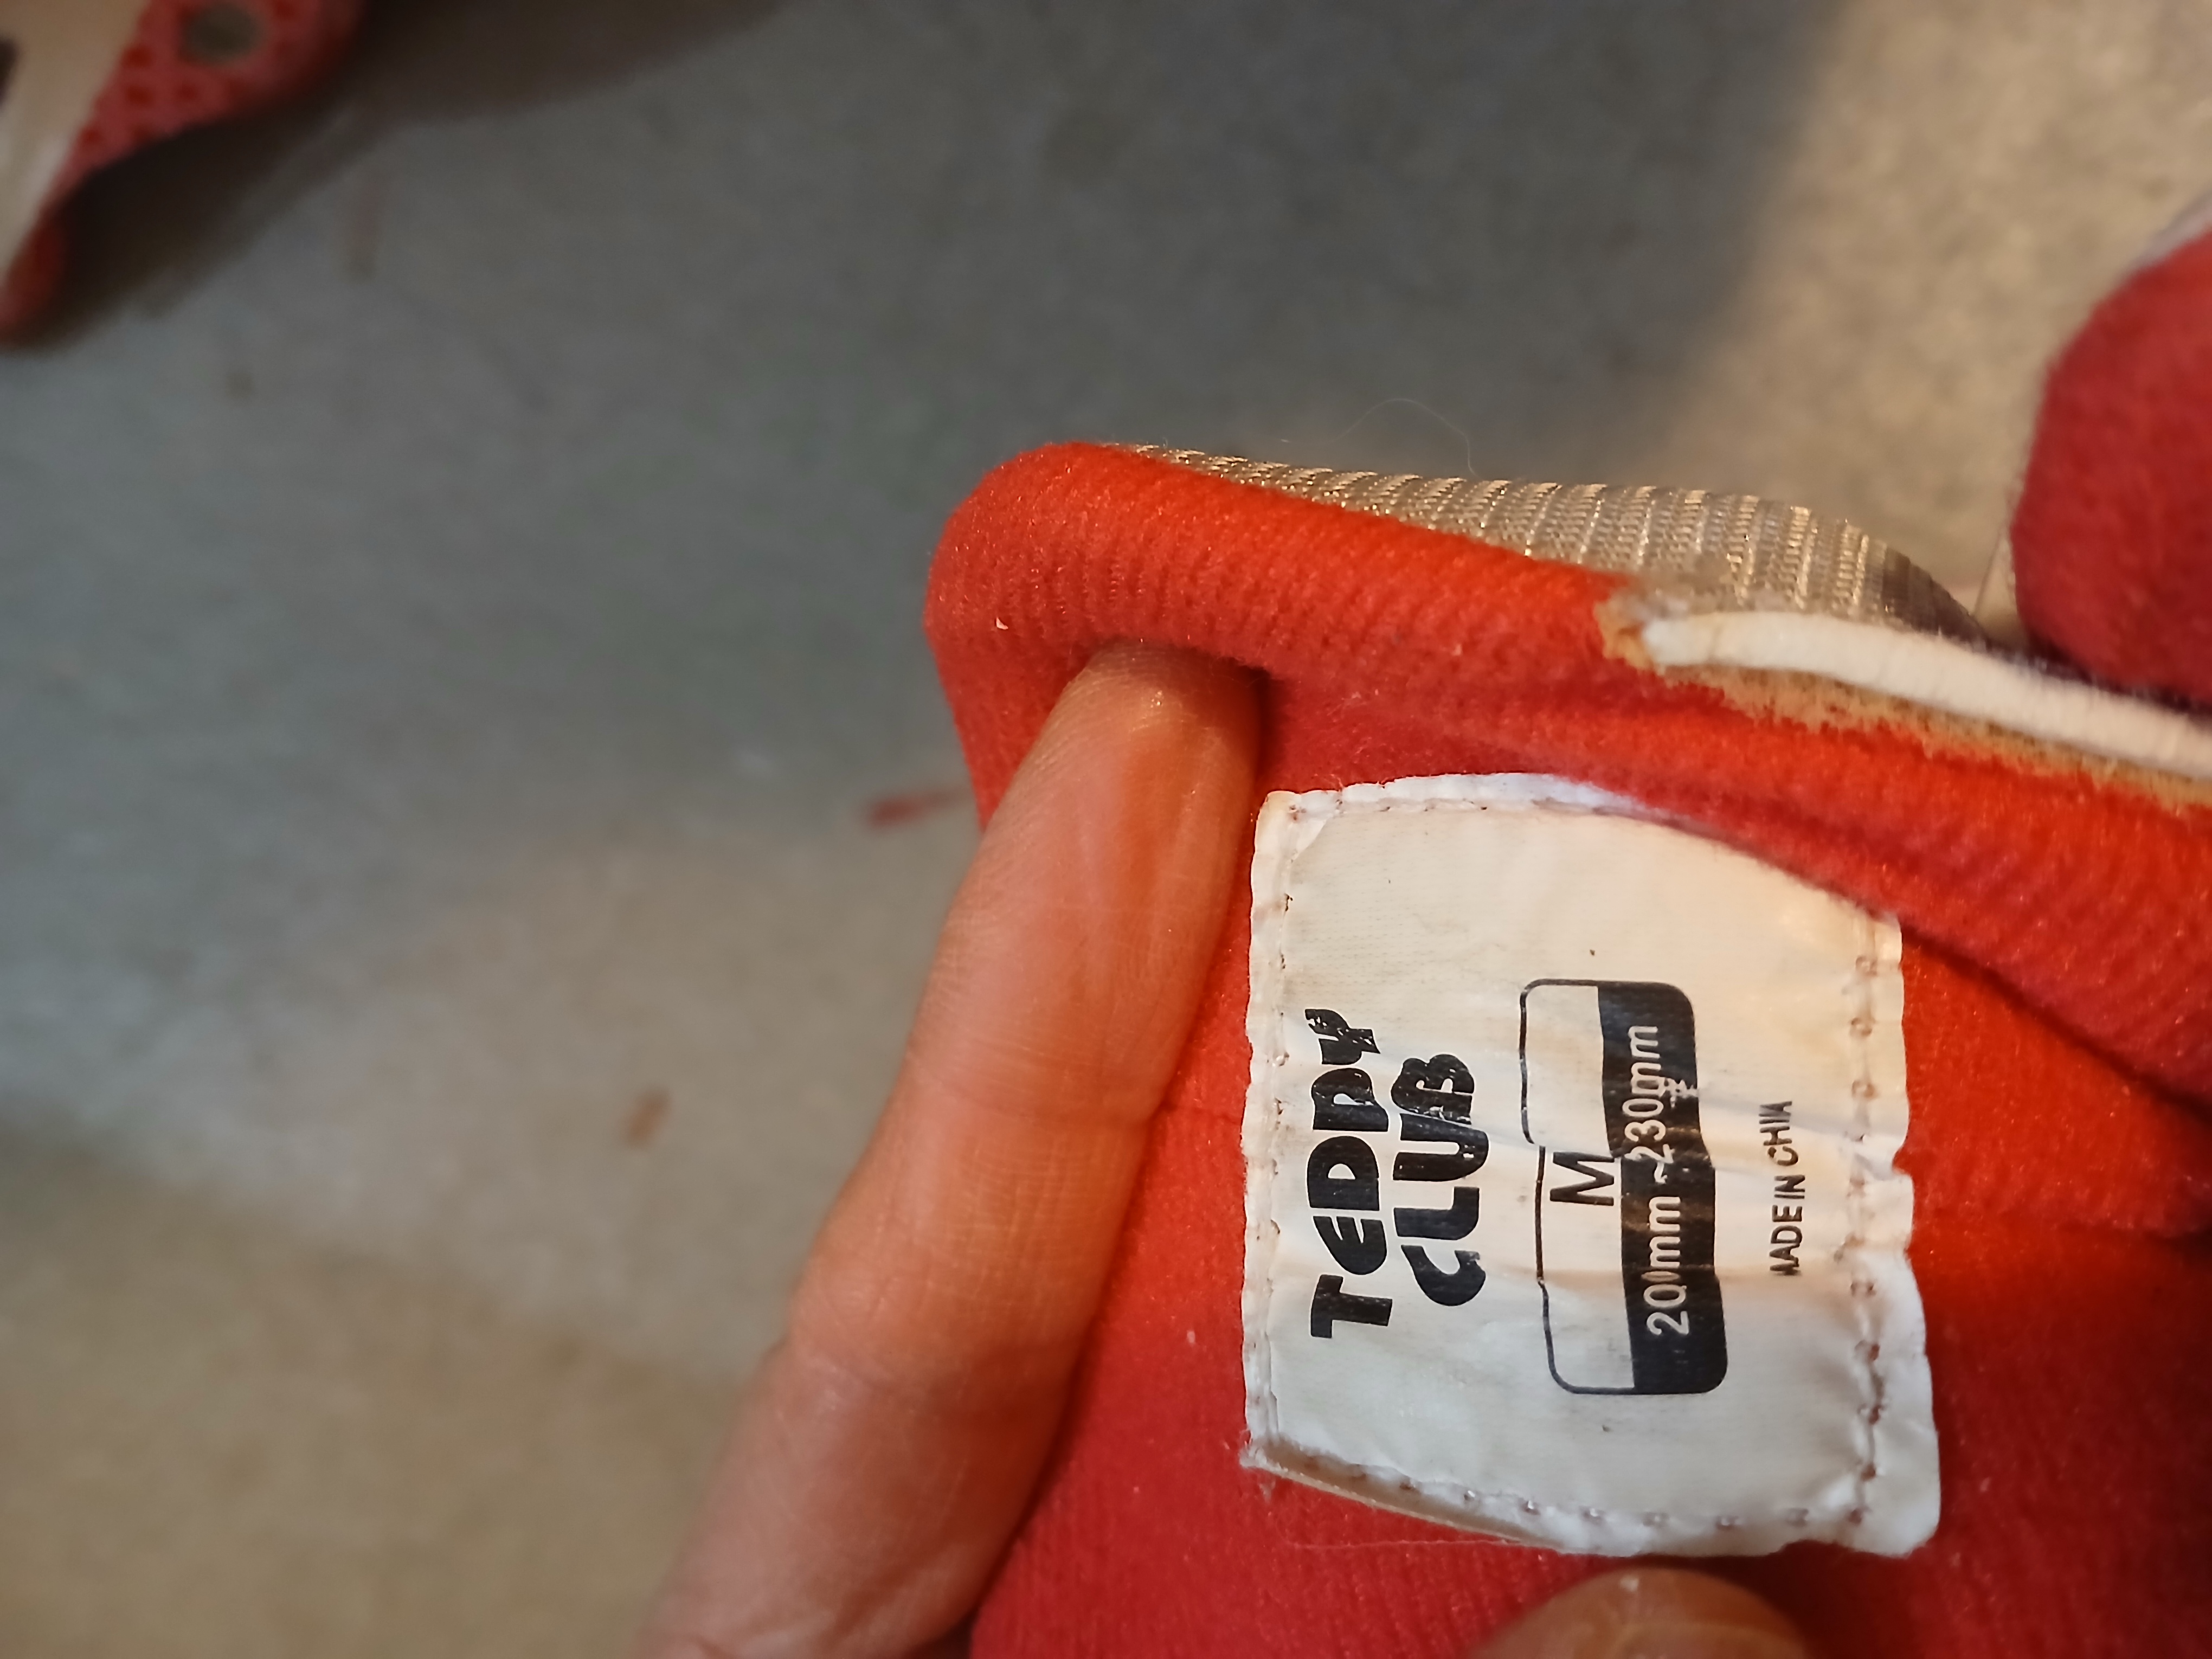 TEDDY
CLUB
M
200mm ~230mm
MADE IN CHINA